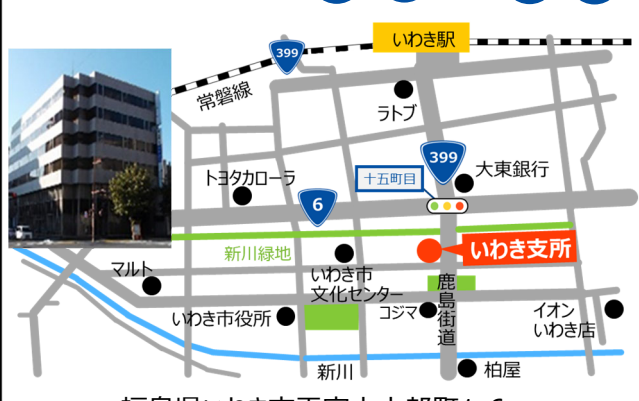 いわき駅
399
常磐線
ラトブ
399
大東銀行
十五町目
トヨタカローラ
6
新川緑地
いわき支所
マルト
いわき市
文化センター
鹿島街道
コジマ
いわき市役所
イオン
いわき店
新川
柏屋